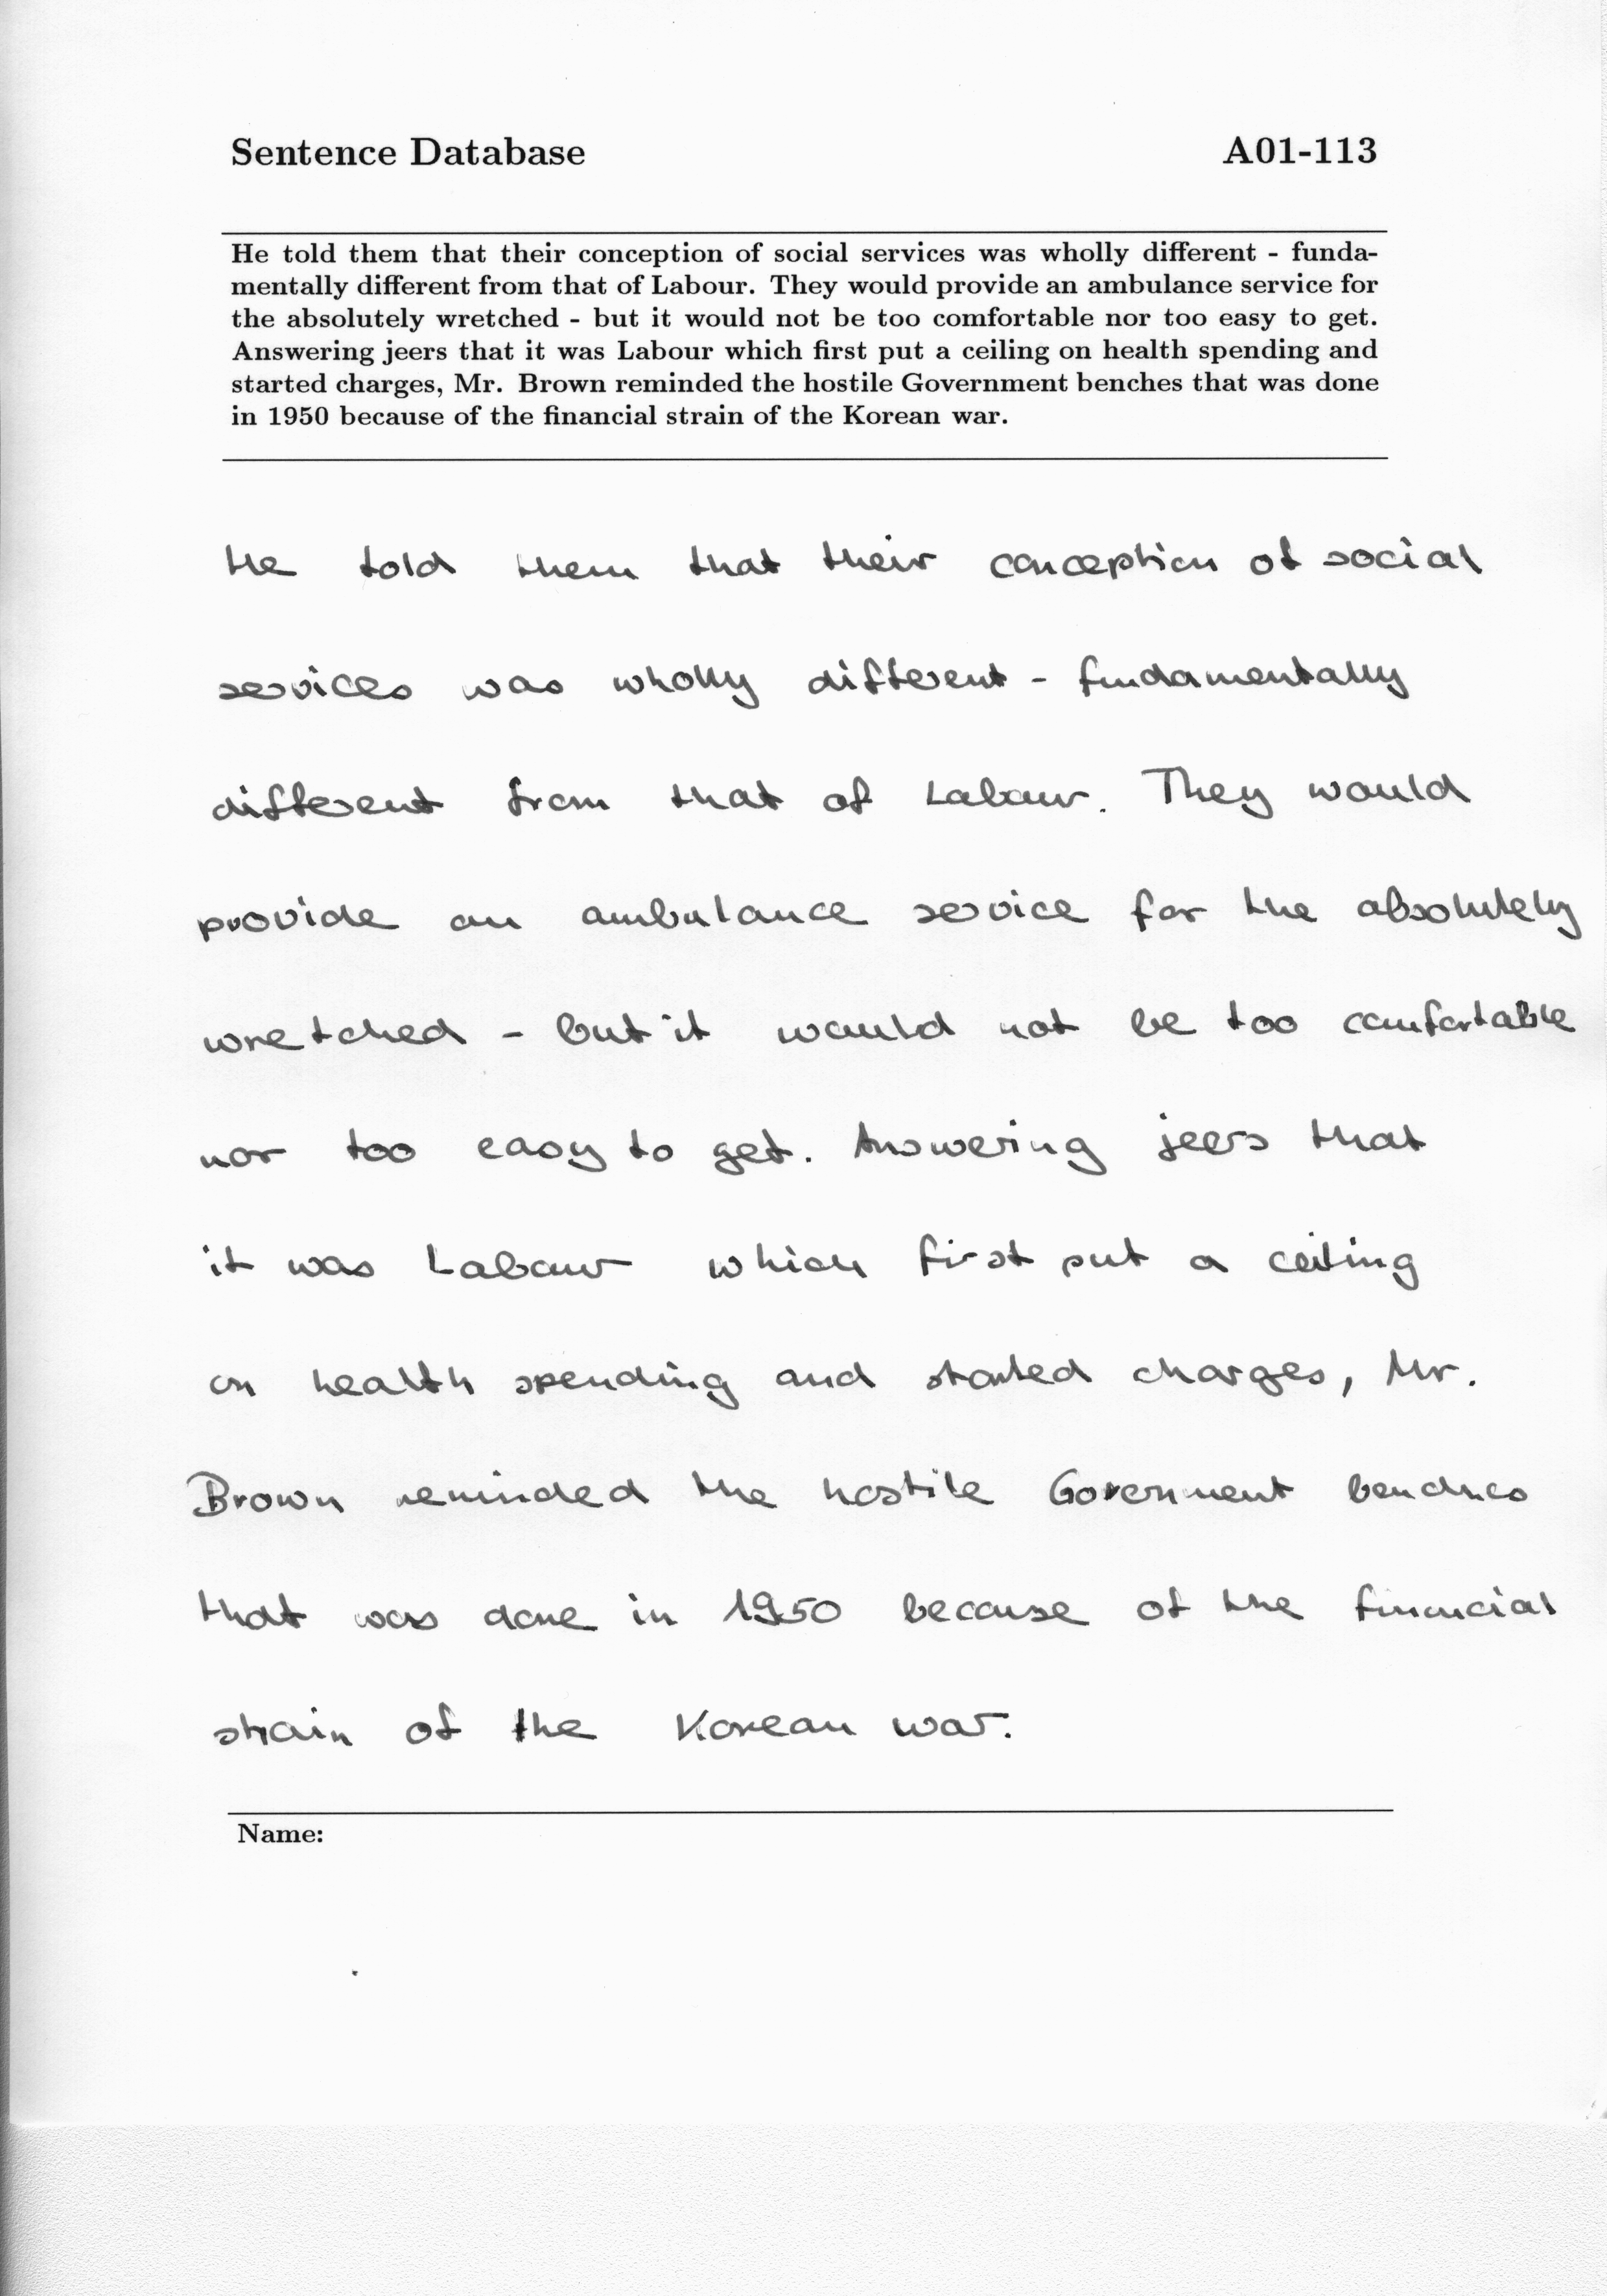 Sentence Database A01-113
He told them that their conception of social services was wholly different - funda-
mentally different from that of Labour. They would provide an ambulance service for
the absolutely wretched - but it would not be too comfortable nor too easy to get.
Answering jeers that it was Labour which first put a ceiling on health spending and
started charges, Mr. Brown reminded the hostile Government benches that was done
in 1950 because of the financial strain of the Korean war.
He told them that their conception of social
services was wholly different - fundamentally
different from that of Labour. They would
provide an ambulance service for the absolutely
wretched - but it would not be too comfortable
nor too easy to get. Answering jeers that
it was Labour which first put a ceiling
on health spending and started charges, Mr.
Brown reminded the hostile Government benches
that was done in 1950 because of the financial
strain of the Korean war.
Name: